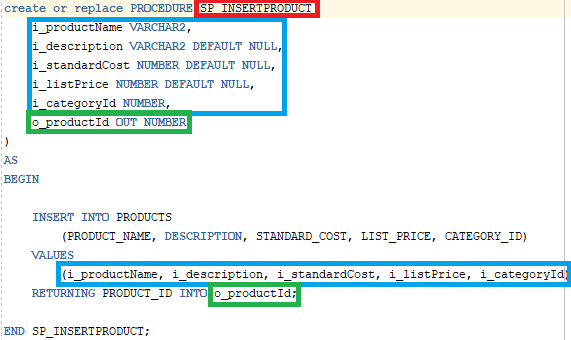 create or replace PROCEDURE SP_INSERTPRODUCT
i_productName VARCHAR2,
i_description VARCHAR2 DEFAULT NULL,
i_standardCost NUMBER DEFAULT NULL,
i_listPrice NUMBER DEFAULT NULL,
i_categoryId NUMBER,
o_productId OUT NUMBER
)
AS
BEGIN
INSERT INTO PRODUCTS
(PRODUCT_NAME, DESCRIPTION, STANDARD_COST, LIST_PRICE, CATEGORY_ID)
VALUES
(i_productName, i_description, i_standardCost, i_listPrice, i_categoryId)
RETURNING PRODUCT_ID INTO o_productId;
END SP_INSERTPRODUCT;